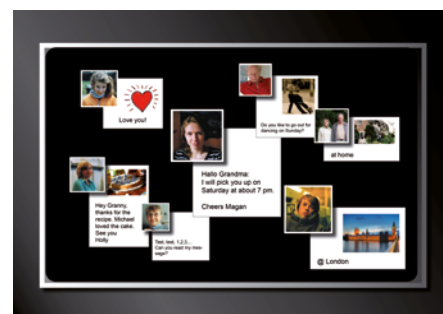 Love you!
Do you like to go out for
dancing on Sunday?
at home
Hallo Grandma:
I will pick you up on
Saturday at about 7 pm.
Cheers Magan
Hey Granny,
thanks for the
recipe. Michael
loved the cake.
See you
Holly
Test, test, 1,2,3...
Can you read my mes-
sage?
@ London